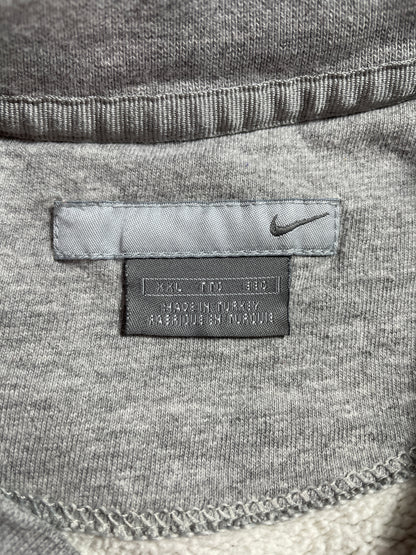 XXL TTG EEG
MADE IN TURKEY
FABRIQUE EN TURQUIE